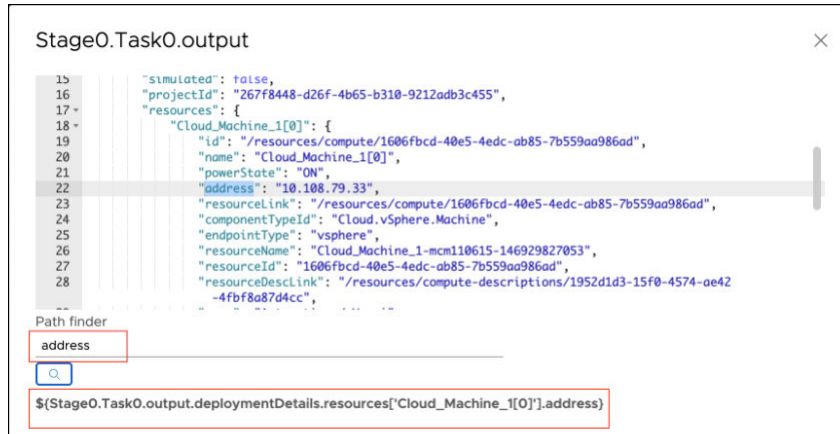 Stage0.Task0.output
15 "simulated": false,
16 "projectId": "267f8448-d26f-4b65-b310-9212adb3c455",
17 "resources": {
18 "Cloud_Machine_1[0]": {
19 "id": "/resources/compute/1606fbcd-40e5-4edc-ab85-7b559aa986ad",
20 "name": "Cloud_Machine_1[0]",
21 "powerState": "ON",
22 "address": "10.108.79.33",
23 "resourceLink": "/resources/compute/1606fbcd-40e5-4edc-ab85-7b559aa986ad",
24 "componentTypeId": "Cloud.vSphere.Machine",
25 "endpointType": "vsphere",
26 "resourceName": "Cloud_Machine_1-mcm110615-146929827053",
27 "resourceId": "1606fbcd-40e5-4edc-ab85-7b559aa986ad",
28 "resourceDescLink": "/resources/compute-descriptions/1952d1d3-15f0-4574-ae42
-4fbf8a87d4cc",
Path finder
address
${Stage0.Task0.output.deploymentDetails.resources['Cloud_Machine_1[0]'].address}